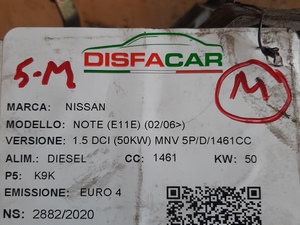 DISFACAR
5-M
M
MARCA: NISSAN
MODELLO: NOTE (E11E) (02/06>)
VERSIONE: 1.5 DCI (50KW) MNV 5P/D/1461CC
ALIM.: DIESEL CC: 1461 KW: 50
P5: K9K
EMISSIONE: EURO 4
NS: 2882/2020